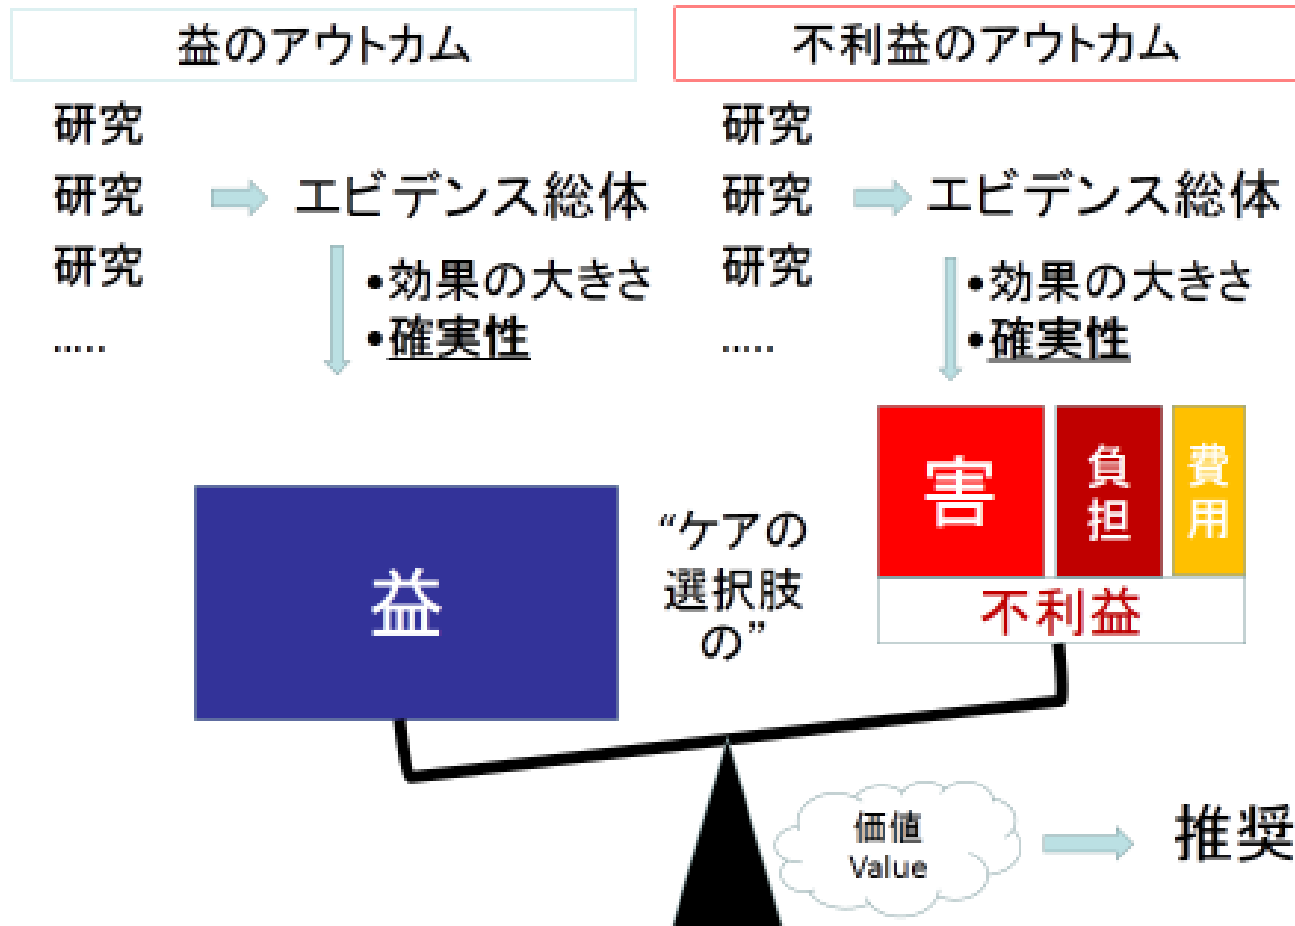 益のアウトカム
不利益のアウトカム
研究
研究
研究
.....
エビデンス総体
•効果の大きさ
•確実性
研究
研究
研究
.....
エビデンス総体
•効果の大きさ
•確実性
益
“ケアの
選択肢
の”
害
負担
費用
不利益
価値
Value
推奨